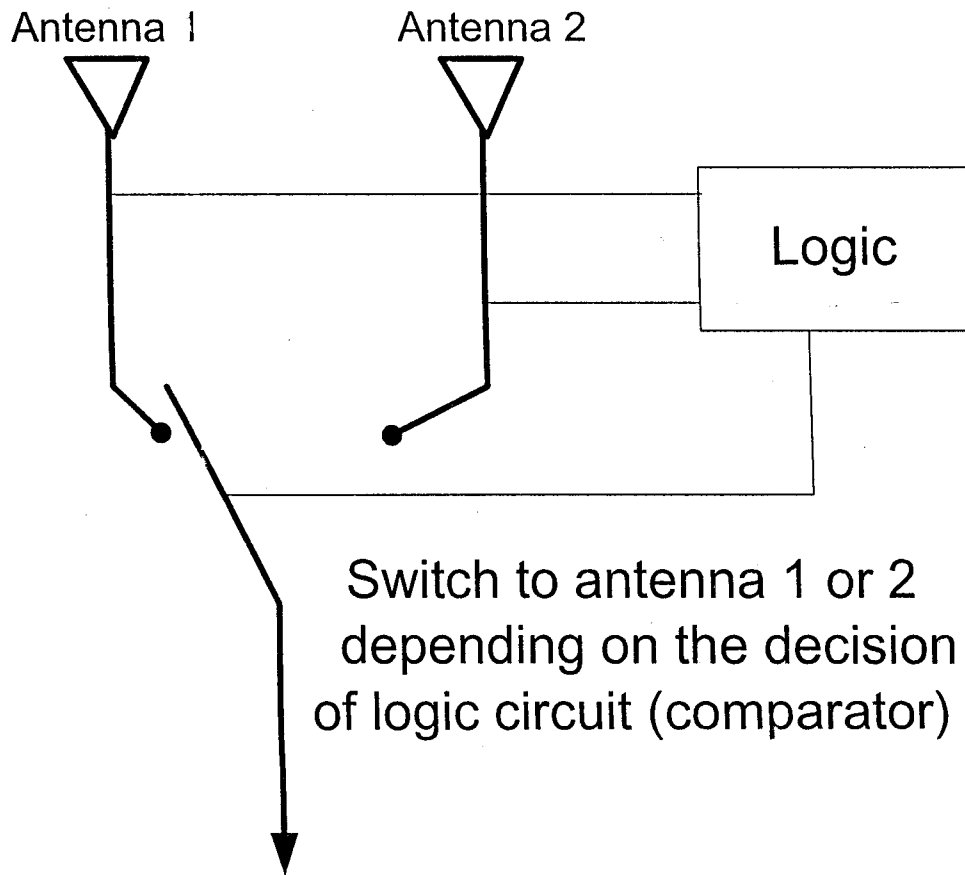 Antenna 1
Antenna 2
Logic
Switch to antenna 1 or 2
depending on the decision
of logic circuit (comparator)